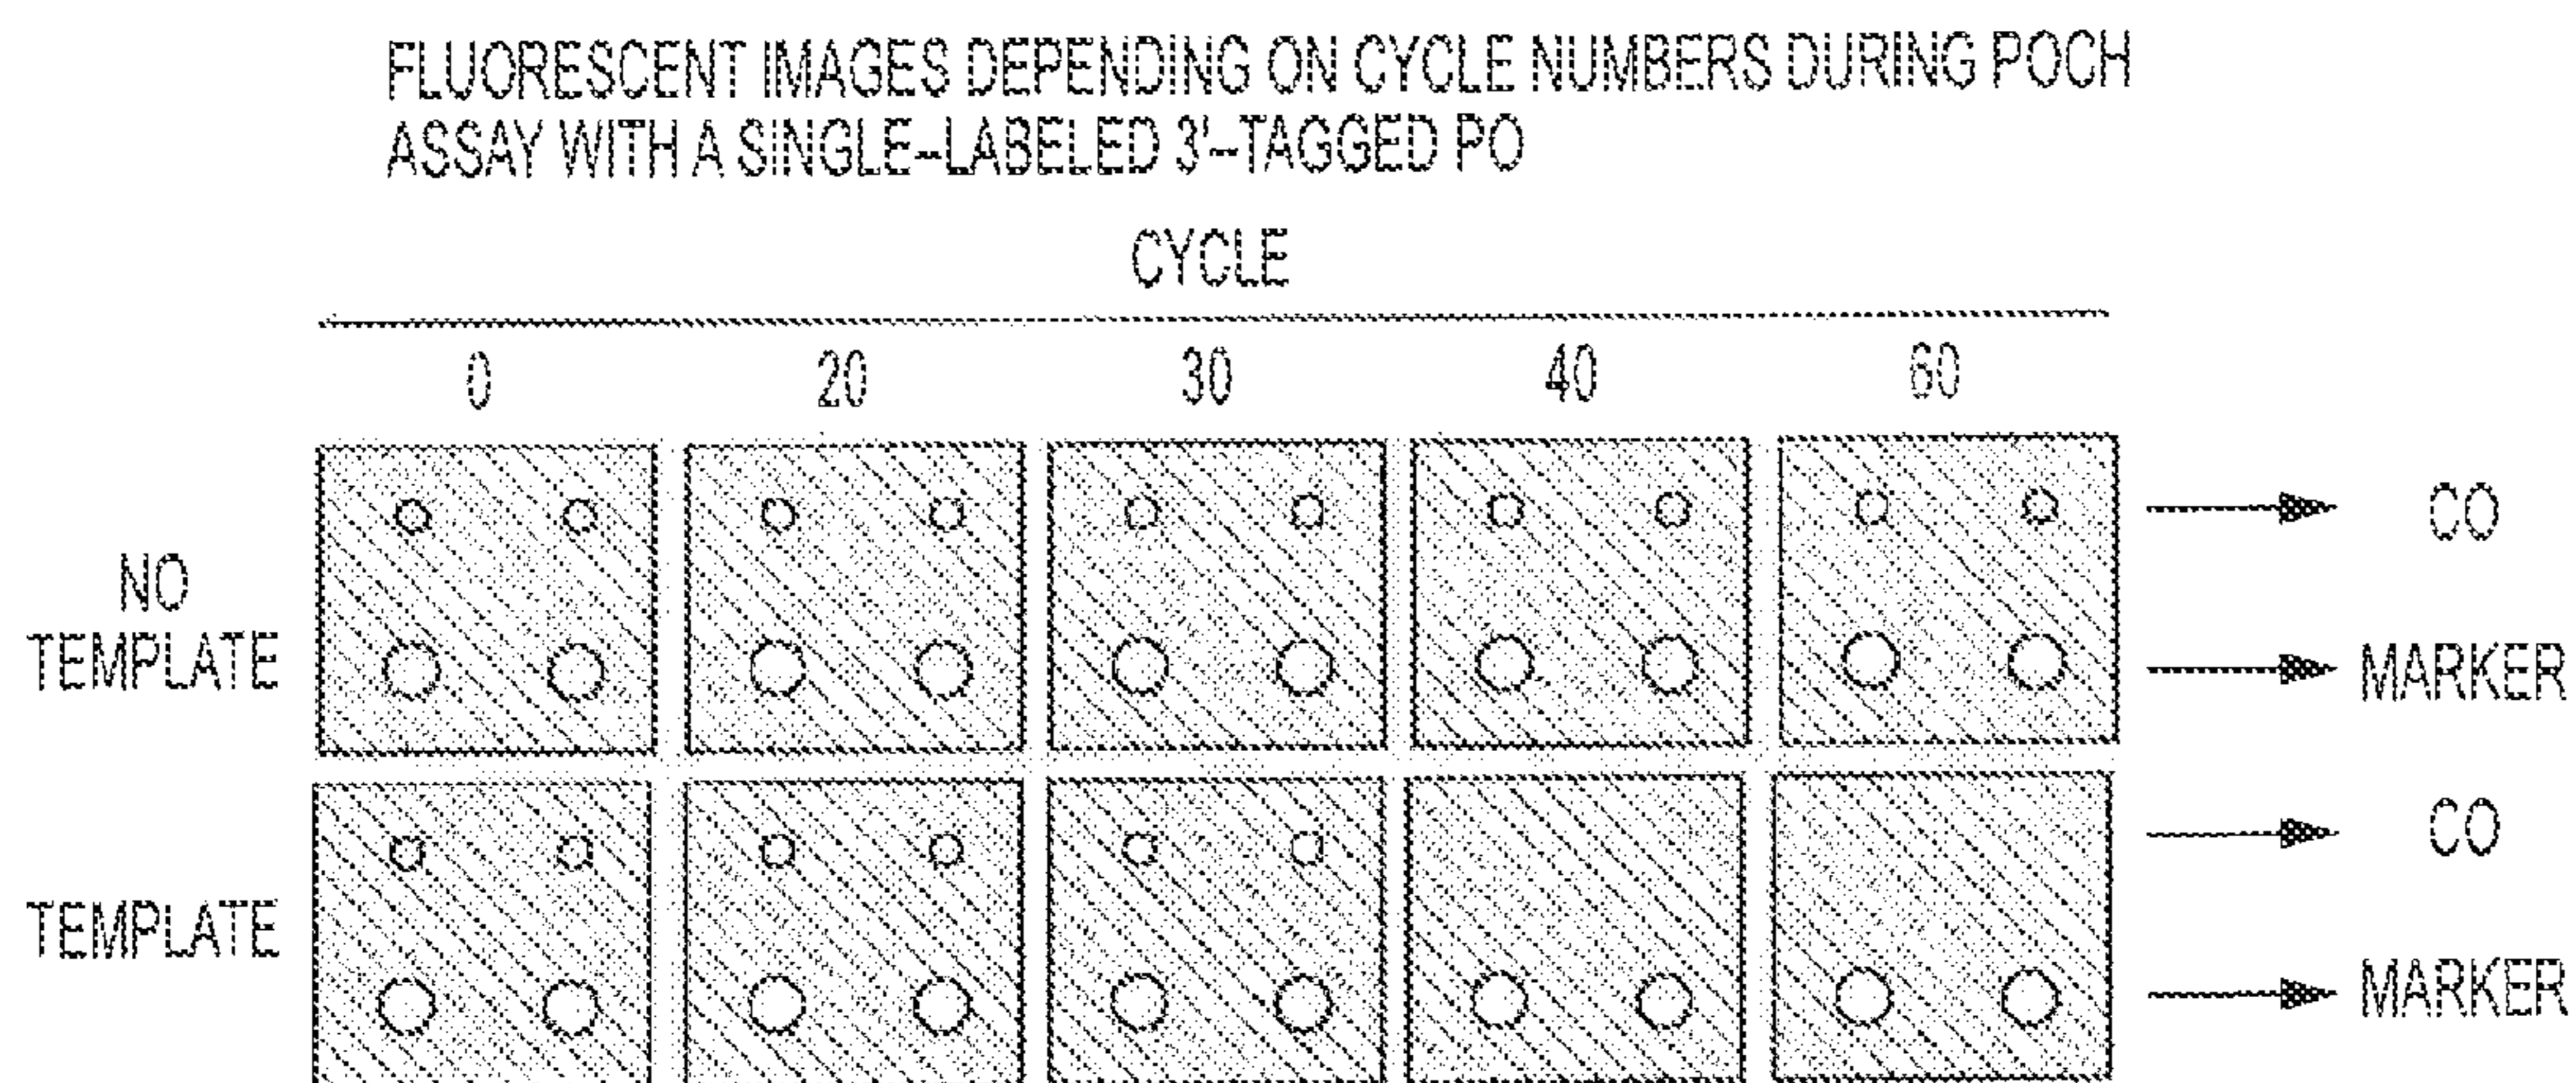 FLUORESCENT IMAGES DEPENDING ON CYCLE NUMBERS DURING POCH
ASSAY WITH A SINGLE-LABELED 3'-TAGGED PO
CYCLE
0 20 30 40 60
NO
TEMPLATE
CO
MARKER
TEMPLATE
CO
MARKER